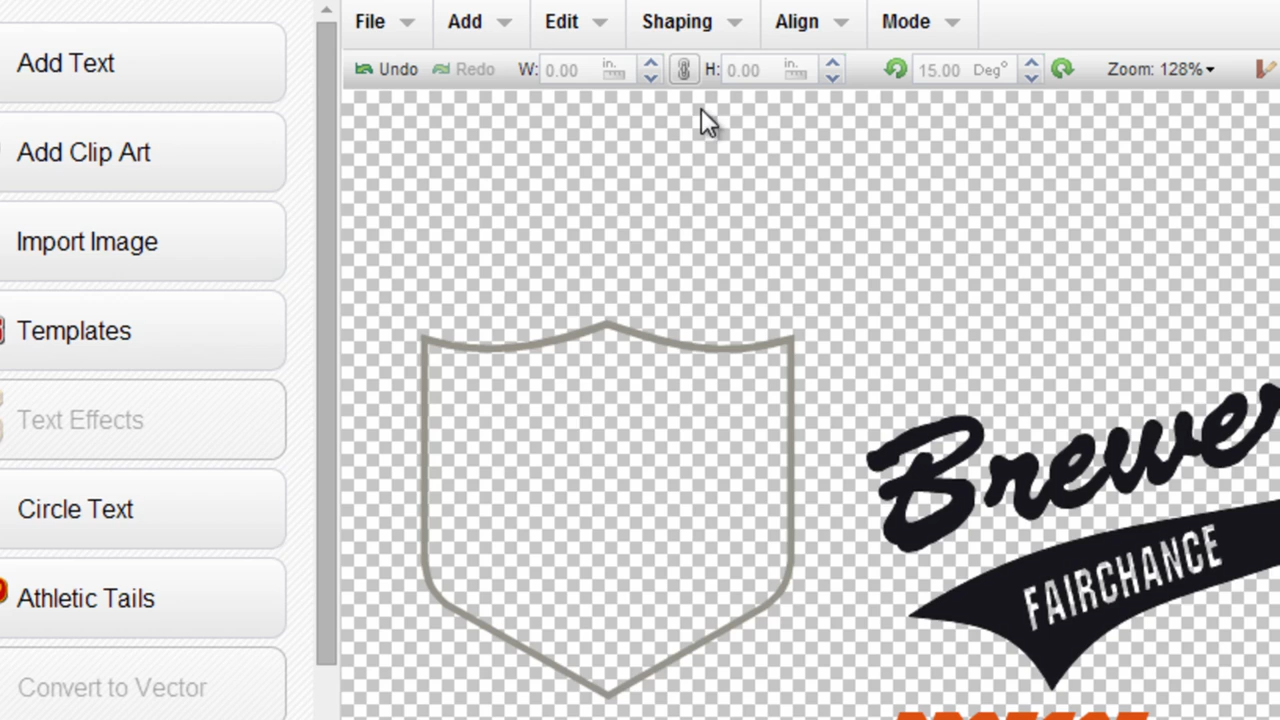 File Add Edit Shaping Align Mode
Undo Redo W: 0.00 in. H: 0.00 in. 15.00 Deg° Zoom: 128%
Add Text
Add Clip Art
Import Image
Templates
Text Effects
Circle Text
Athletic Tails
Convert to Vector
Brewer
FAIRCHANCE